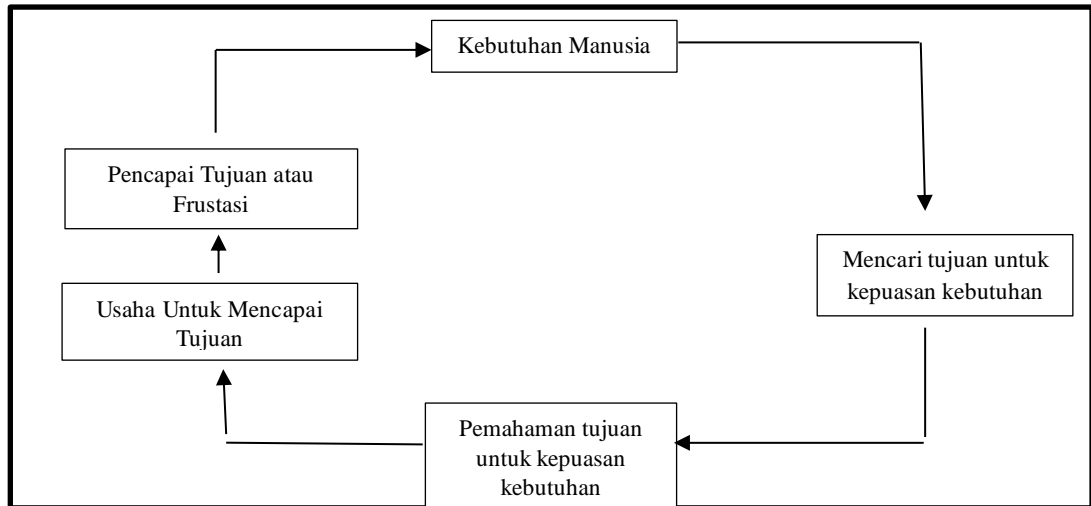 Kebutuhan Manusia
Pencapai Tujuan atau
Frustasi
Mencari tujuan untuk
kepuasan kebutuhan
Usaha Untuk Mencapai
Tujuan
Pemahaman tujuan
untuk kepuasan
kebutuhan